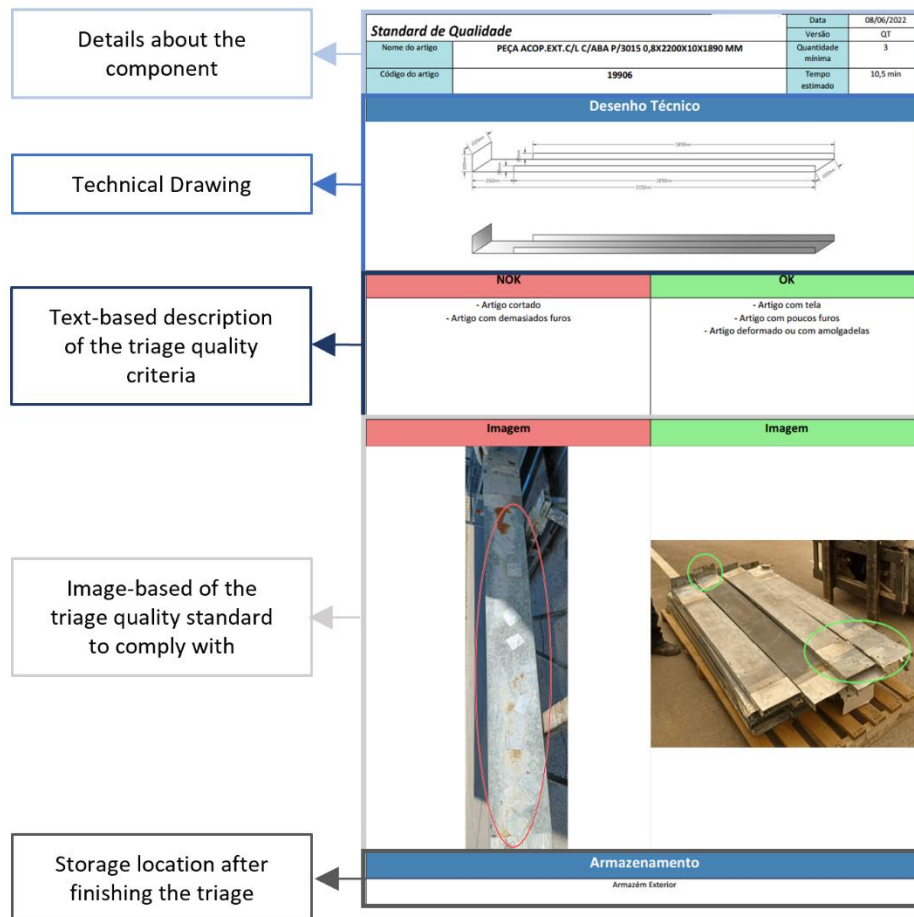 Details about the
component
Technical Drawing
Text-based description
of the triage quality
criteria
Image-based of the
triage quality standard
to comply with
Storage location after
finishing the triage
Standard de Qualidade
Data
08/06/2022
Versão
QT
Nome do artigo
PEÇA ACOP.EXT.C/L C/ABA P/3015 0,8X2200X10X1890 MM
Quantidade
mínima
3
Código do artigo
19906
Tempo
estimado
10,5 min
Desenho Técnico
NOK
OK
- Artigo cortado
- Artigo com demasiados furos
- Artigo com tela
- Artigo com poucos furos
- Artigo deformado ou com amolgadelas
Imagem
Imagem
Armazenamento
Armazém Exterior